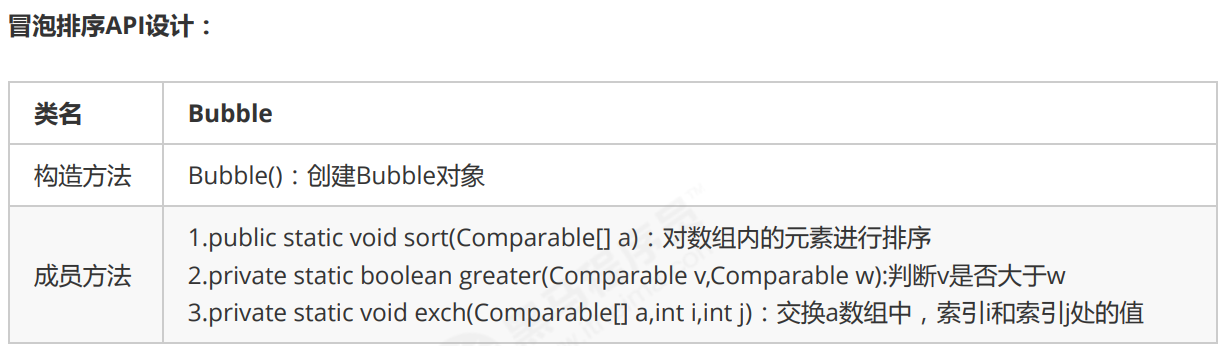 冒泡排序API设计：
类名 Bubble
构造方法 Bubble()：创建Bubble对象
成员方法
1.public static void sort(Comparable[] a)：对数组内的元素进行排序
2.private static boolean greater(Comparable v,Comparable w):判断v是否大于w
3.private static void exch(Comparable[] a,int i,int j)：交换a数组中，索引i和索引j处的值